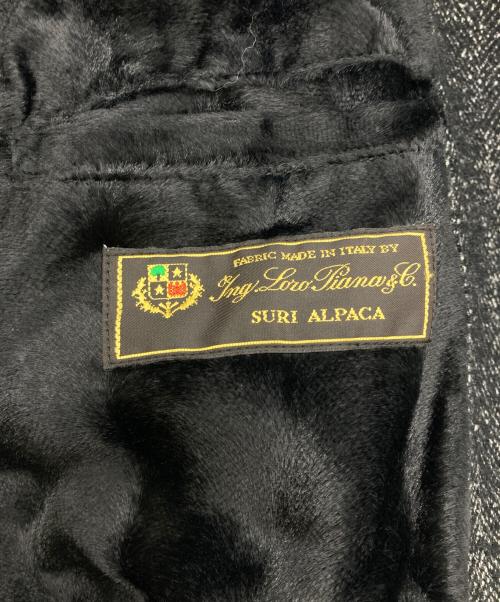 FABRIC MADE IN ITALY BY
Ing. Loro Piana & C.
SURI ALPACA